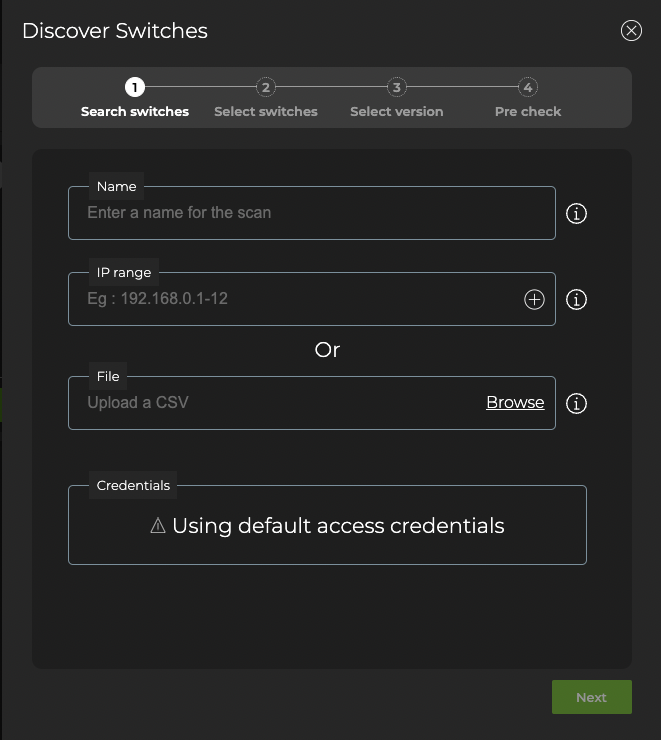 Discover Switches
1 2 3 4
Search switches Select switches Select version Pre check
Name
Enter a name for the scan
IP range
Eg : 192.168.0.1-12
Or
File
Upload a CSV Browse
Credentials
Using default access credentials
Next